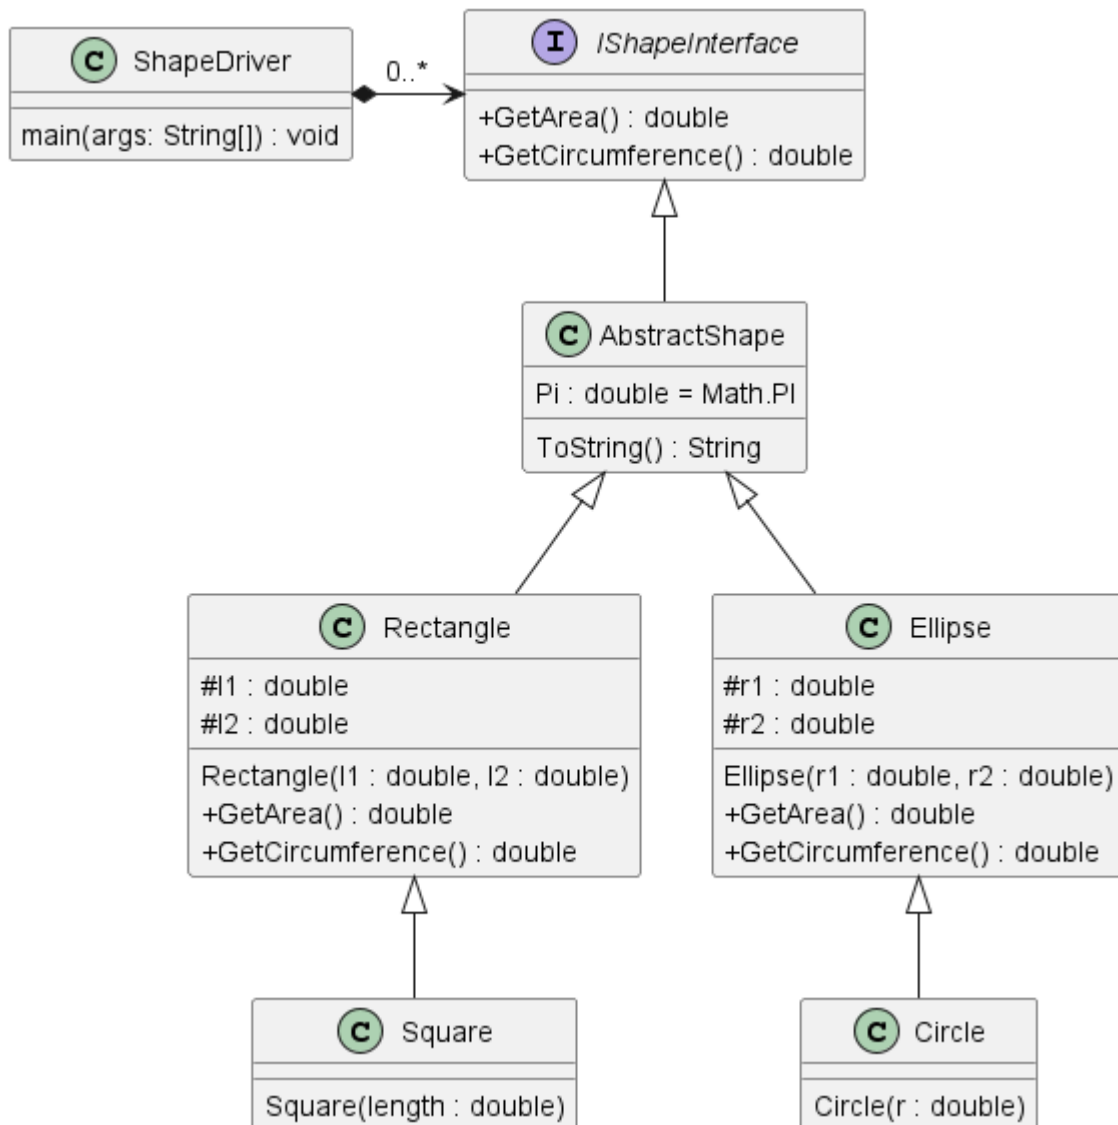 C ShapeDriver
main(args: String[]) : void
0..*
I IShapeInterface
+GetArea() : double
+GetCircumference() : double
C AbstractShape
Pi : double = Math.PI
ToString() : String
C Rectangle
#l1 : double
#l2 : double
Rectangle(l1 : double, l2 : double)
+GetArea() : double
+GetCircumference() : double
C Ellipse
#r1 : double
#r2 : double
Ellipse(r1 : double, r2 : double)
+GetArea() : double
+GetCircumference() : double
C Square
Square(length : double)
C Circle
Circle(r : double)